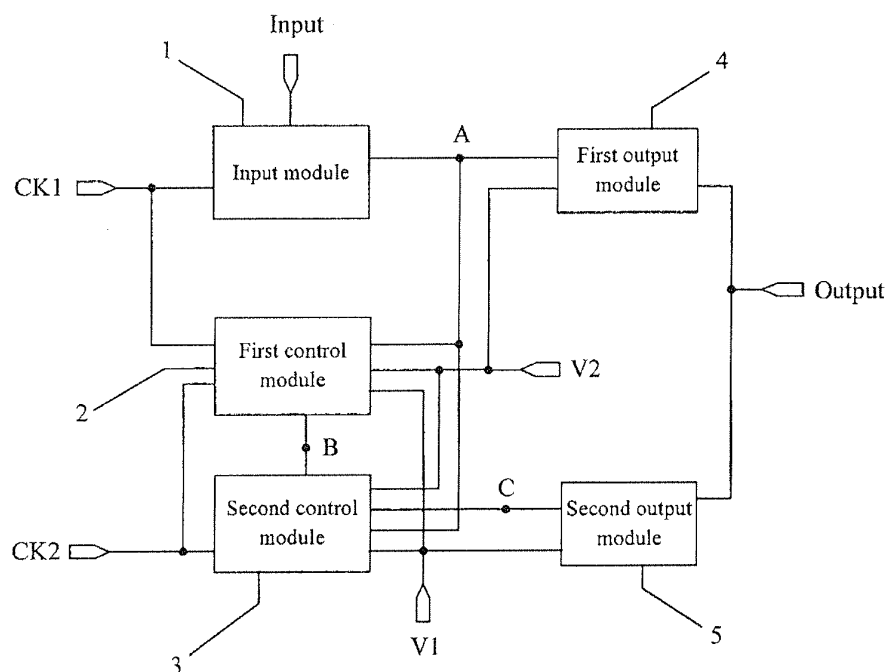 Input
1
4
A
Input module
First output
module
CK1
Output
First control
module
V2
2
B
C
Second control
module
Second output
module
CK2
V1
3
5